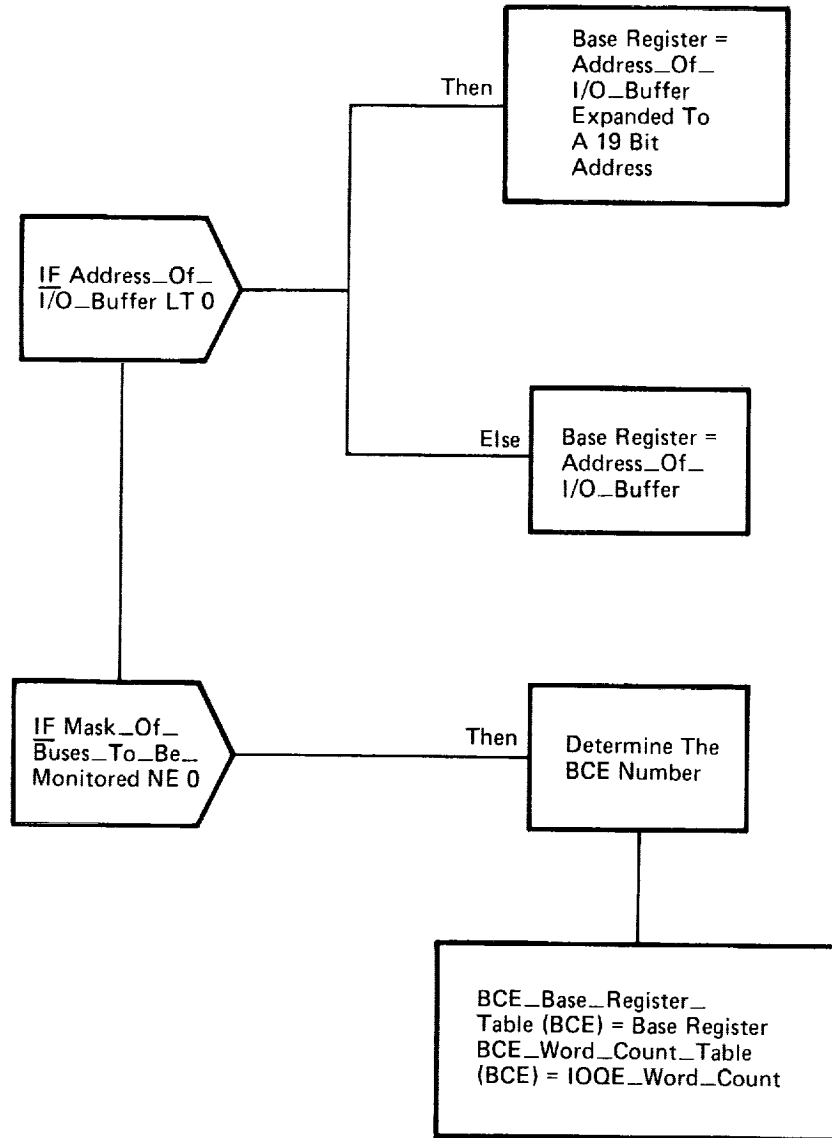 Base Register =
Address_Of_
I/O_Buffer
Expanded To
A 19 Bit
Address
Then
IF Address_Of_
I/O_Buffer LT 0
Else
Base Register =
Address_Of_
I/O_Buffer
IF Mask_Of_
Buses_To_Be_
Monitored NE 0
Then
Determine The
BCE Number
BCE_Base_Register_
Table (BCE) = Base Register
BCE_Word_Count_Table
(BCE) = IOQE_Word_Count